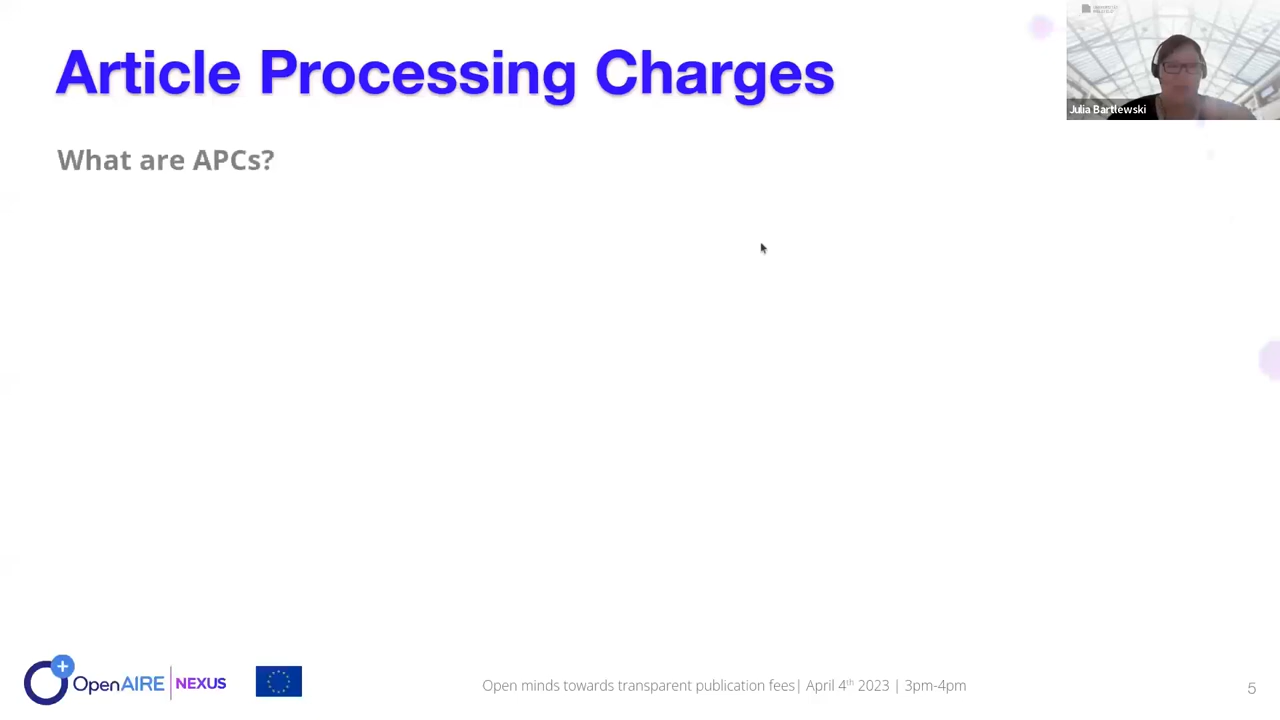 Article Processing Charges
Julia Bartlewski
What are APCs?
OpenAIRE | NEXUS
Open minds towards transparent publication fees| April 4th 2023 | 3pm-4pm
5